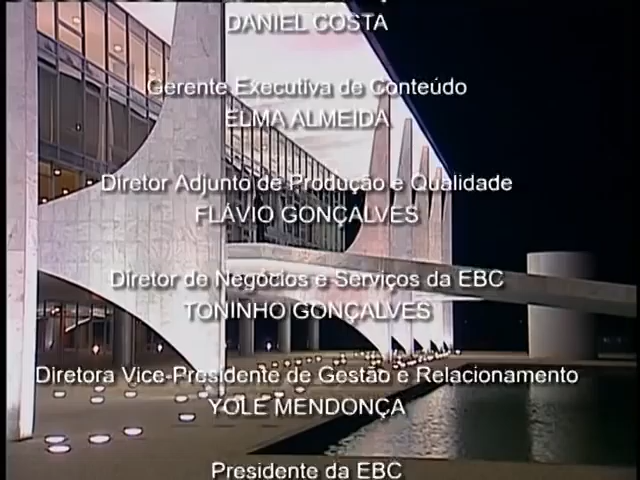 DANIEL COSTA
Gerente Executiva de Conteúdo
ELMA ALMEIDA
Diretor Adjunto de Produção e Qualidade
FLÁVIO GONÇALVES
Diretor de Negócios e Serviços da EBC
TONINHO GONÇALVES
Diretora Vice-Presidente de Gestão e Relacionamento
YOLE MENDONÇA
Presidente da EBC